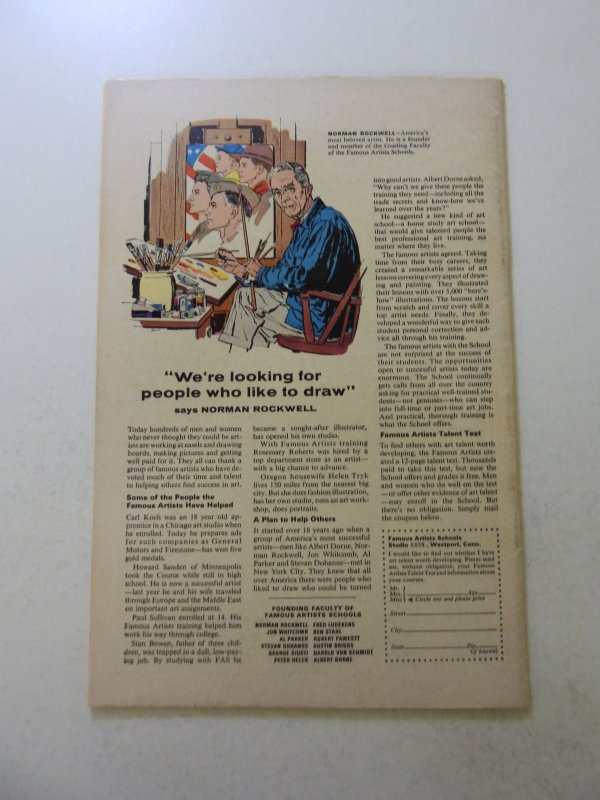 NORMAN ROCKWELL—America's
most beloved artist. He is a founder
and member of the Guiding Faculty
of the Famous Artists Schools.
"We're looking for
people who like to draw"
says NORMAN ROCKWELL
Today hundreds of men and women
who never thought they could be art-
ists are working at easels and drawing
boards, making pictures and getting
well paid for it. They all can thank a
group of famous artists who have de-
voted much of their time and talent
to helping others find success in art.
Some of the People the
Famous Artists Have Helped
Carl Koch was an 18 year old ap-
prentice in a Chicago art studio when
he enrolled. Today he prepares ads
for such companies as General
Motors and Firestone—has won five
gold medals.
Howard Sanden of Minneapolis
took the Course while still in high
school. He is now a successful artist
—last year he and his wife traveled
through Europe and the Middle East
on important art assignments.
Paul Sullivan enrolled at 14. His
Famous Artists training helped him
work his way through college.
Stan Bowen, father of three chil-
dren, was trapped in a dull, low-pay-
ing job. By studying with FAS he
became a sought-after illustrator,
has opened his own studio.
With Famous Artists training
Rosemary Roberts was hired by a
top department store as an artist—
with a big chance to advance.
Oregon housewife Helen Tryk
lives 150 miles from the nearest big
city. But she does fashion illustration,
has her own studio, runs an art work-
shop, does portraits.
A Plan to Help Others
It started over 18 years ago when a
group of America's most successful
artists—men like Albert Dorne, Nor-
man Rockwell, Jon Whitcomb, Al
Parker and Stevan Dohanos—met in
New York City. They knew that all
over America there were people who
liked to draw who could be turned
into good artists. Albert Dorne asked,
"Why can't we give these people the
training they need—including all the
trade secrets and know-how we've
learned over the years?"
He suggested a new kind of art
school—a home study art school—
that would give talented people the
best professional art training, no
matter where they live.
The famous artists agreed. Taking
time from their busy careers, they
created a remarkable series of art
lessons covering every aspect of draw-
ing and painting. They illustrated
their lessons with over 5,000 "here's-
how" illustrations. The lessons start
from scratch and cover every skill a
top artist needs. Finally, they de-
veloped a wonderful way to give each
student personal correction and ad-
vice all through his training.
The famous artists with the School
are not surprised at the success of
their students. The opportunities
open to successful artists today are
enormous. The School continually
gets calls from all over the country
asking for practical well-trained stu-
dents—not geniuses—who can step
into full-time or part-time art jobs.
And practical, thorough training is
what the School offers.
Famous Artists Talent Test
To find others with art talent worth
developing, the Famous Artists cre-
ated a 12-page talent test. Thousands
paid to take this test, but now the
School offers and grades it free. Men
and women who do well on the test
—or offer other evidence of art talent
—may enroll in the School. But
there's no obligation. Simply mail
the coupon below.
FOUNDING FACULTY OF
FAMOUS ARTISTS SCHOOLS
NORMAN ROCKWELL FRED LUDEKENS
JON WHITCOMB BEN STAHL
AL PARKER ROBERT FAWCETT
STEVAN DOHANOS AUSTIN BRIGGS
GEORGE GIUSTI HAROLD VON SCHMIDT
PETER HELCK ALBERT DORNE
Famous Artists Schools
Studio Westport, Conn.
I would like to find out whether I have
art talent worth developing. Please send
me, without obligation, your Famous
Artists Talent Test and information about
your courses.
Mr.
Mrs. Age
Miss Circle one and please print
Street
City
State Zip
(if known)